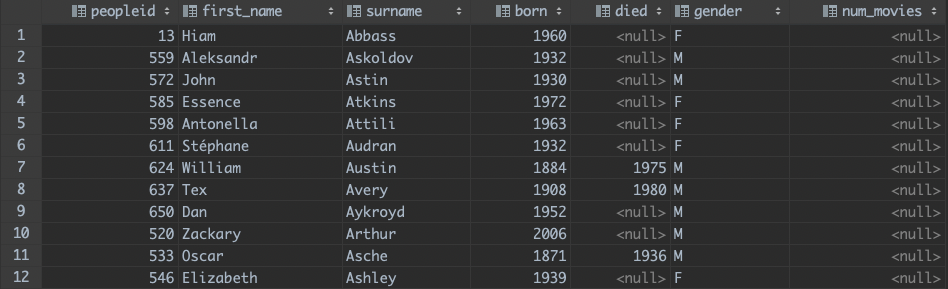 peopleid first_name surname born died gender num_movies
1 13 Hiam Abbass 1960 <null> F <null>
2 559 Aleksandr Askoldov 1932 <null> M <null>
3 572 John Astin 1930 <null> M <null>
4 585 Essence Atkins 1972 <null> F <null>
5 598 Antonella Attili 1963 <null> F <null>
6 611 Stéphane Audran 1932 <null> F <null>
7 624 William Austin 1884 1975 M <null>
8 637 Tex Avery 1908 1980 M <null>
9 650 Dan Aykroyd 1952 <null> M <null>
10 520 Zackary Arthur 2006 <null> M <null>
11 533 Oscar Asche 1871 1936 M <null>
12 546 Elizabeth Ashley 1939 <null> F <null>